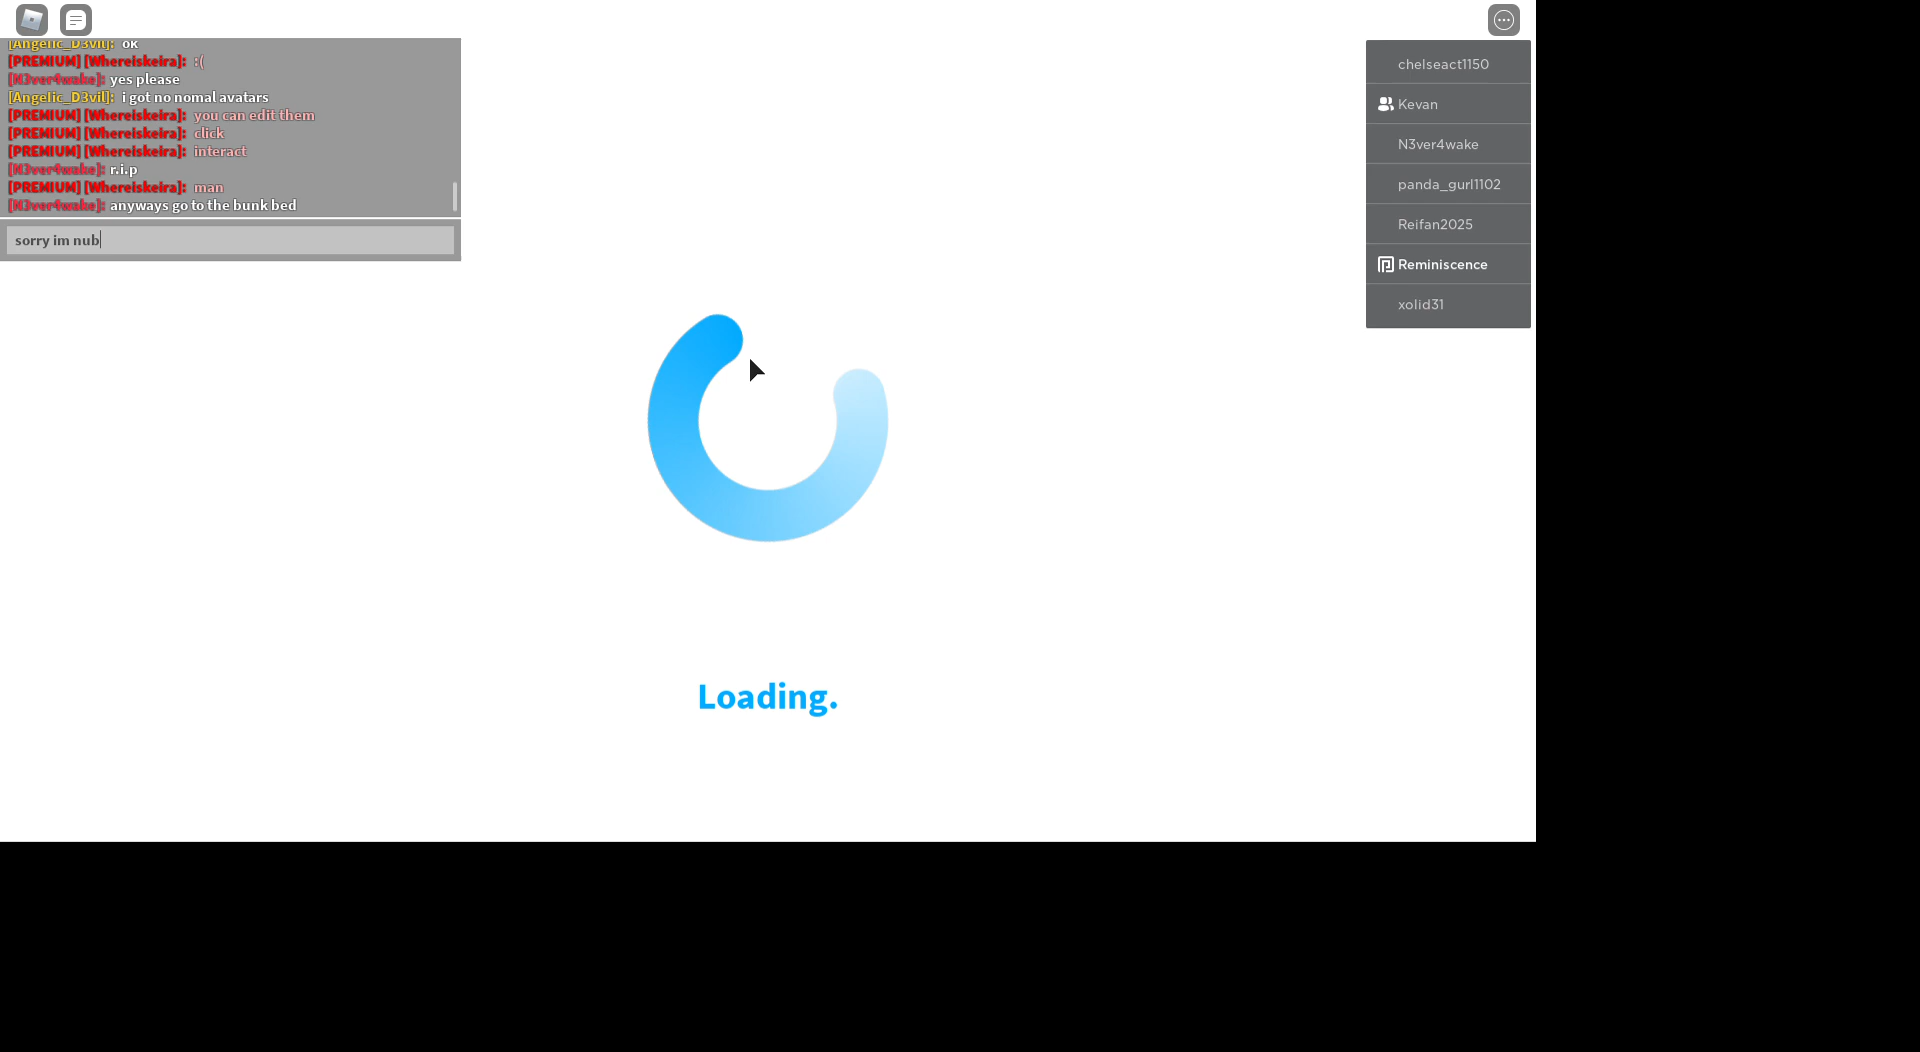 [Angelic_D3vil]: ok
[PREMIUM] [Whereiskeira]: :(
[N3ver4wake]: yes please
[Angelic_D3vil]: i got no nomal avatars
[PREMIUM] [Whereiskeira]: you can edit them
[PREMIUM] [Whereiskeira]: click
[PREMIUM] [Whereiskeira]: interact
[N3ver4wake]: r.i.p
[PREMIUM] [Whereiskeira]: man
[N3ver4wake]: anyways go to the bunk bed
sorry im nub
chelseact1150
Kevan
N3ver4wake
panda_gurl1102
Reifan2025
Reminiscence
xolid31
Loading.